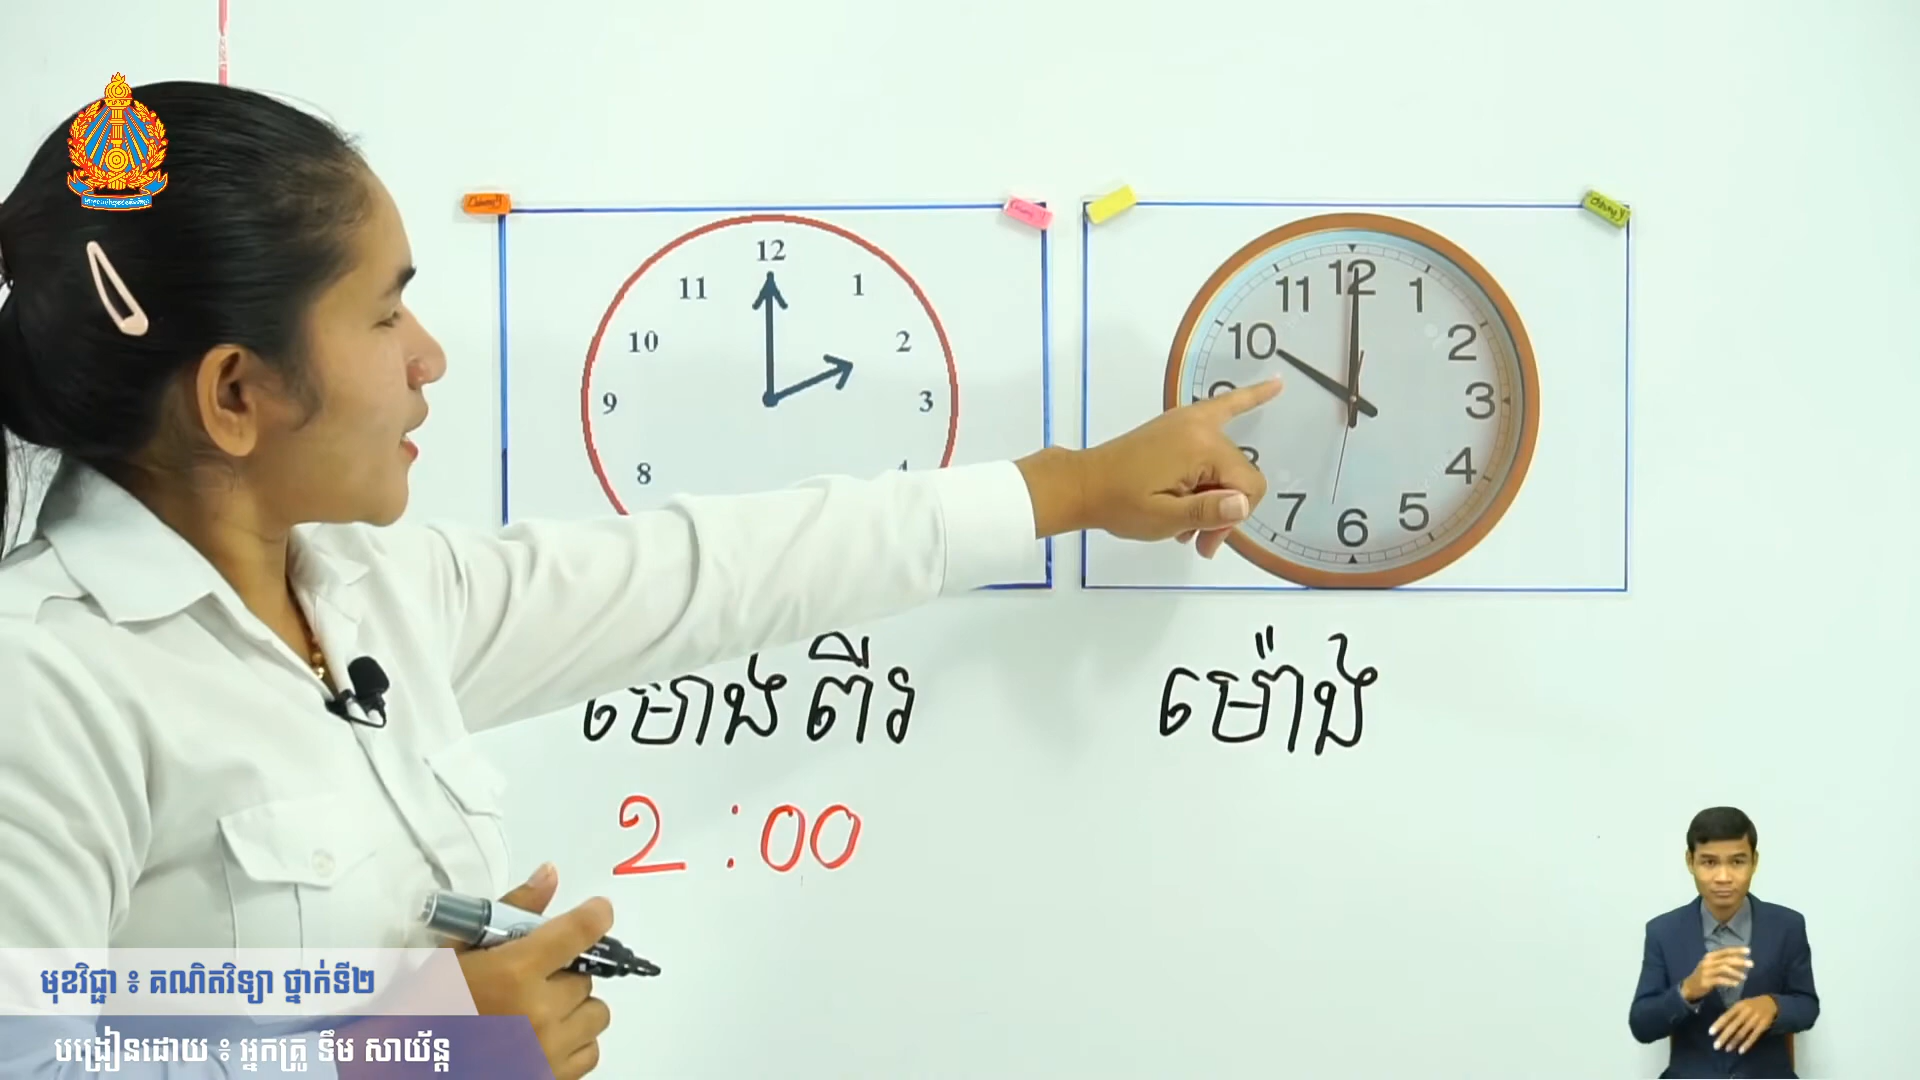 12
11 1
10 2
9 3
8
12
11 1
10 2
3
4
7 5
6
ម៉ោងពីរ
ម៉ោង
2 : 00
មុខវិជ្ជា ៖ គណិតវិទ្យា ថ្នាក់ទី២
បង្រៀនដោយ ៖ អ្នកគ្រូ ទឹម សាយ័ន្ត